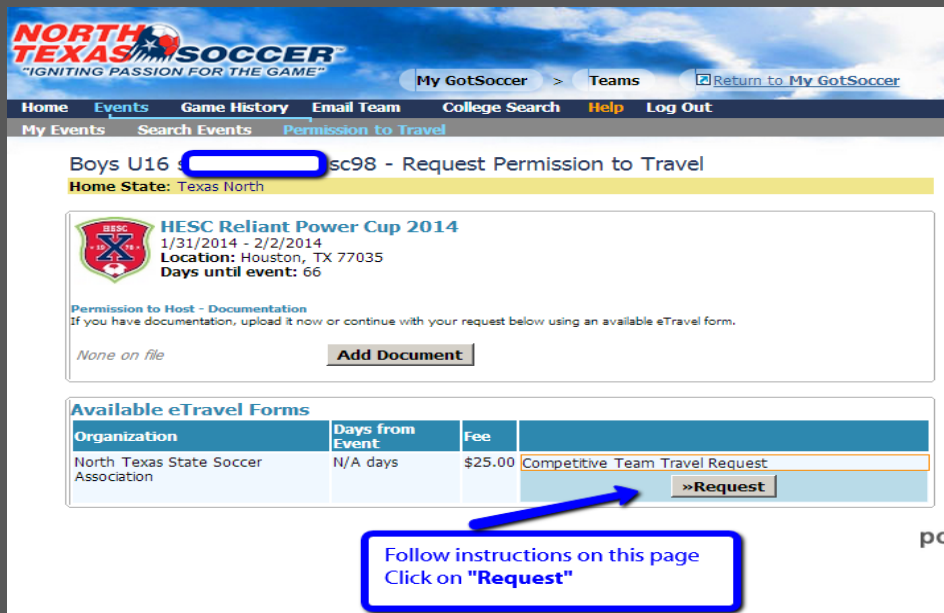 NORTH
TEXAS SOCCER
"IGNITING PASSION FOR THE GAME"
My GotSoccer > Teams Return to My GotSoccer
Home Events Game History Email Team College Search Help Log Out
My Events Search Events Permission to Travel
Boys U16 sc98 - Request Permission to Travel
Home State: Texas North
HESC
19 X 78
HESC Reliant Power Cup 2014
1/31/2014 - 2/2/2014
Location: Houston, TX 77035
Days until event: 66
Permission to Host - Documentation
If you have documentation, upload it now or continue with your request below using an available eTravel form.
None on file Add Document
Available eTravel Forms
Organization Days from Event Fee
North Texas State Soccer Association N/A days $25.00 Competitive Team Travel Request
»Request
po
Follow instructions on this page
Click on "Request"